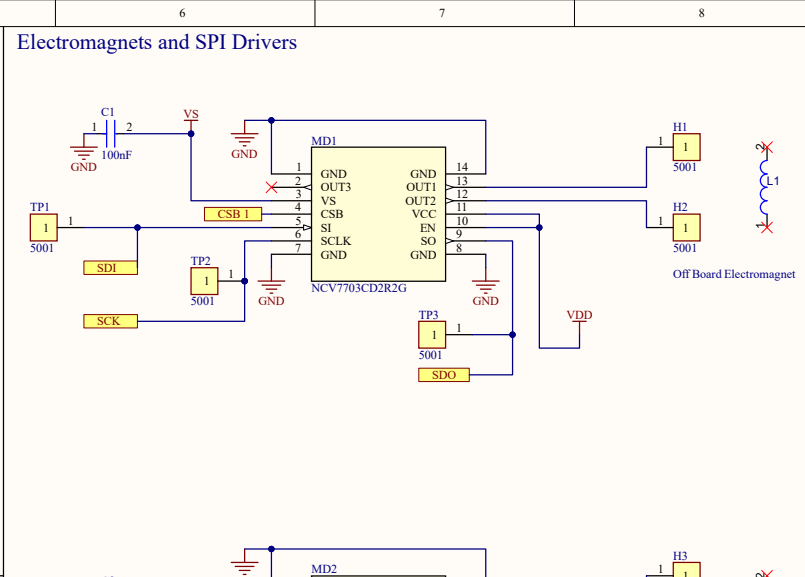 6 7 8
Electromagnets and SPI Drivers
C1
VS
1 2
100nF
GND
GND
MD1
1 GND
2 OUT3
3 VS
4 CSB
5 SI
6 SCLK
7 GND
GND 14
OUT1 13
OUT2 12
VCC 11
EN 10
SO 9
GND 8
NCV7703CD2R2G
CSB 1
TP1
1 1
5001
SDI
TP2
1 1
5001
SCK
GND
GND
TP3
1 1
5001
SDO
VDD
H1
1 1
5001
H2
1 1
5001
2
L1
1
Off Board Electromagnet
MD2
H3
1 1